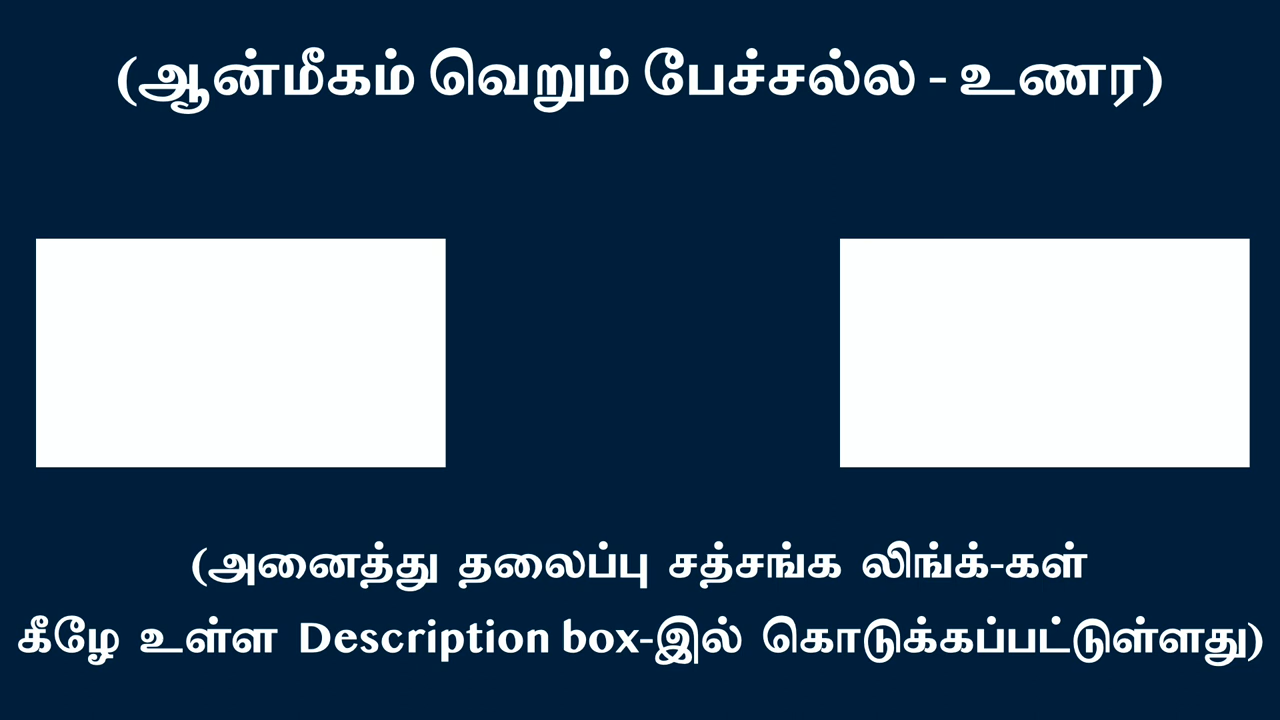 (ஆன்மீகம் வெறும் பேச்சல்ல - உணர)
(அனைத்து தலைப்பு சத்சங்க லிங்க்-கள்
கீழே உள்ள Description box-இல் கொடுக்கப்பட்டுள்ளது)